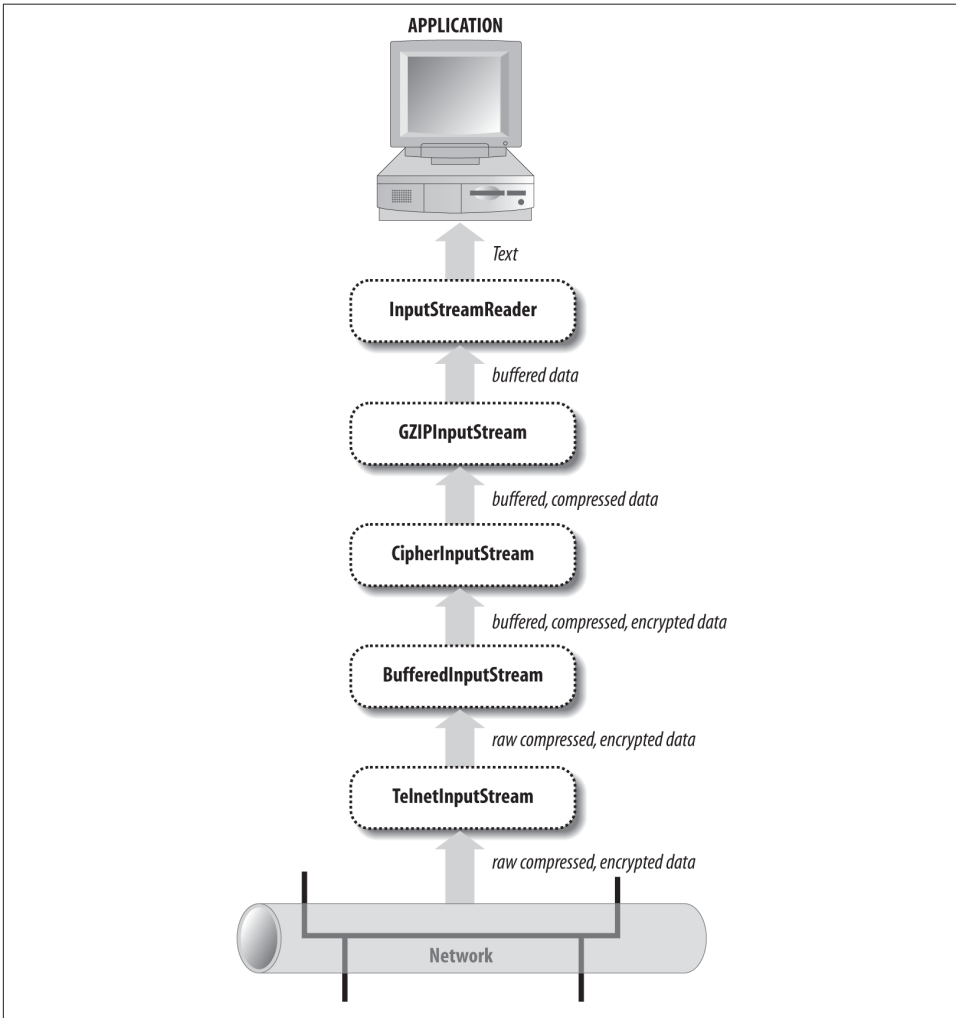 APPLICATION
Text
InputStreamReader
buffered data
GZIPInputStream
buffered, compressed data
CipherInputStream
buffered, compressed, encrypted data
BufferedInputStream
raw compressed, encrypted data
TelnetInputStream
raw compressed, encrypted data
Network